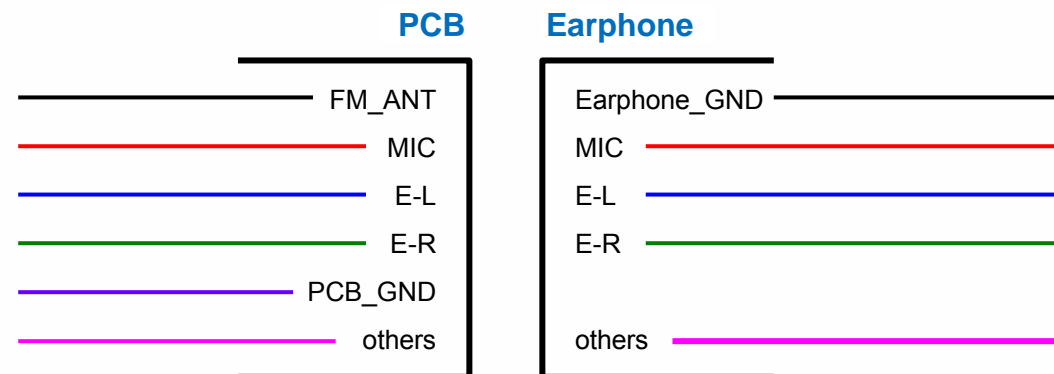 PCB Earphone
FM_ANT Earphone_GND
MIC MIC
E-L E-L
E-R E-R
PCB_GND
others others